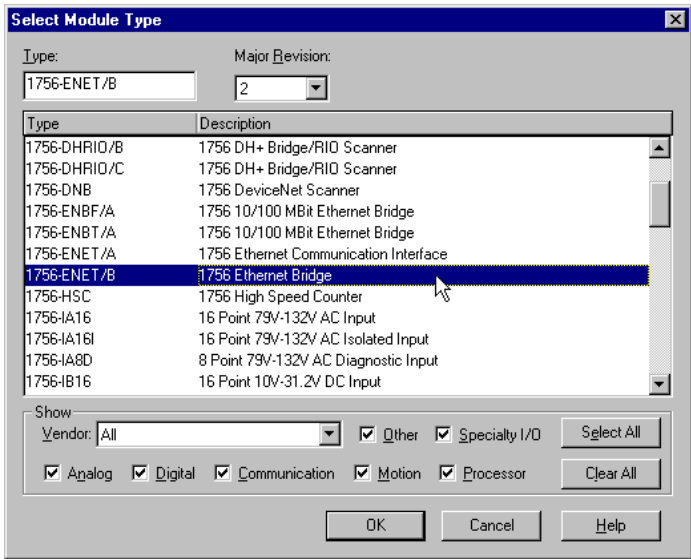 Select Module Type
Type: Major Revision:
1756-ENET/B 2
Type Description
1756-DHRIO/B 1756 DH+ Bridge/RIO Scanner
1756-DHRIO/C 1756 DH+ Bridge/RIO Scanner
1756-DNB 1756 DeviceNet Scanner
1756-ENBF/A 1756 10/100 MBit Ethernet Bridge
1756-ENBT/A 1756 10/100 MBit Ethernet Bridge
1756-ENET/A 1756 Ethernet Communication Interface
1756-ENET/B 1756 Ethernet Bridge
1756-HSC 1756 High Speed Counter
1756-IA16 16 Point 79V-132V AC Input
1756-IA16I 16 Point 79V-132V AC Isolated Input
1756-IA8D 8 Point 79V-132V AC Diagnostic Input
1756-IB16 16 Point 10V-31.2V DC Input
Show
Vendor: All Other Specialty I/O Select All
Analog Digital Communication Motion Processor Clear All
OK Cancel Help